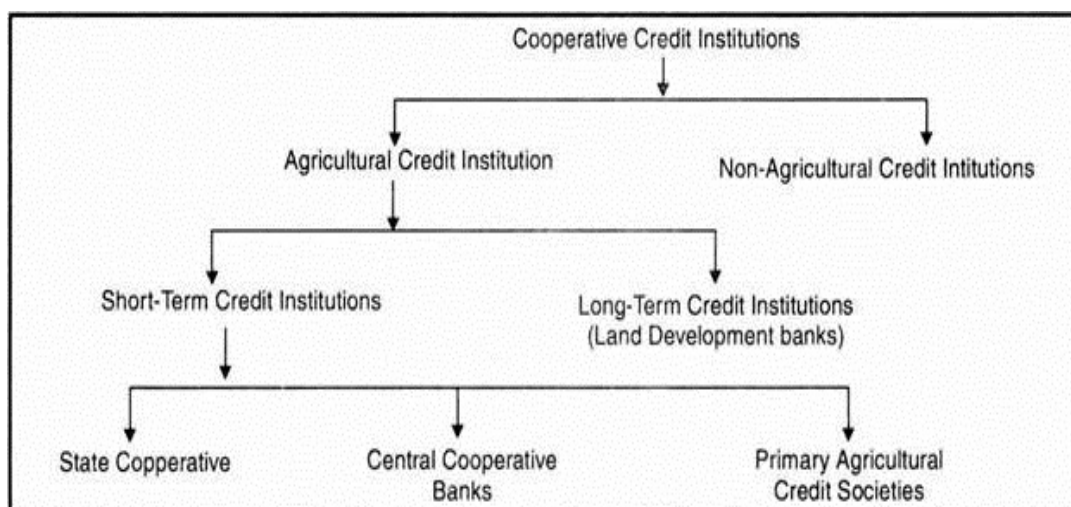 Cooperative Credit Institutions
Agricultural Credit Institution
Non-Agricultural Credit Intitutions
Short-Term Credit Institutions
Long-Term Credit Institutions
(Land Development banks)
State Copperative
Central Cooperative
Banks
Primary Agricultural
Credit Societies